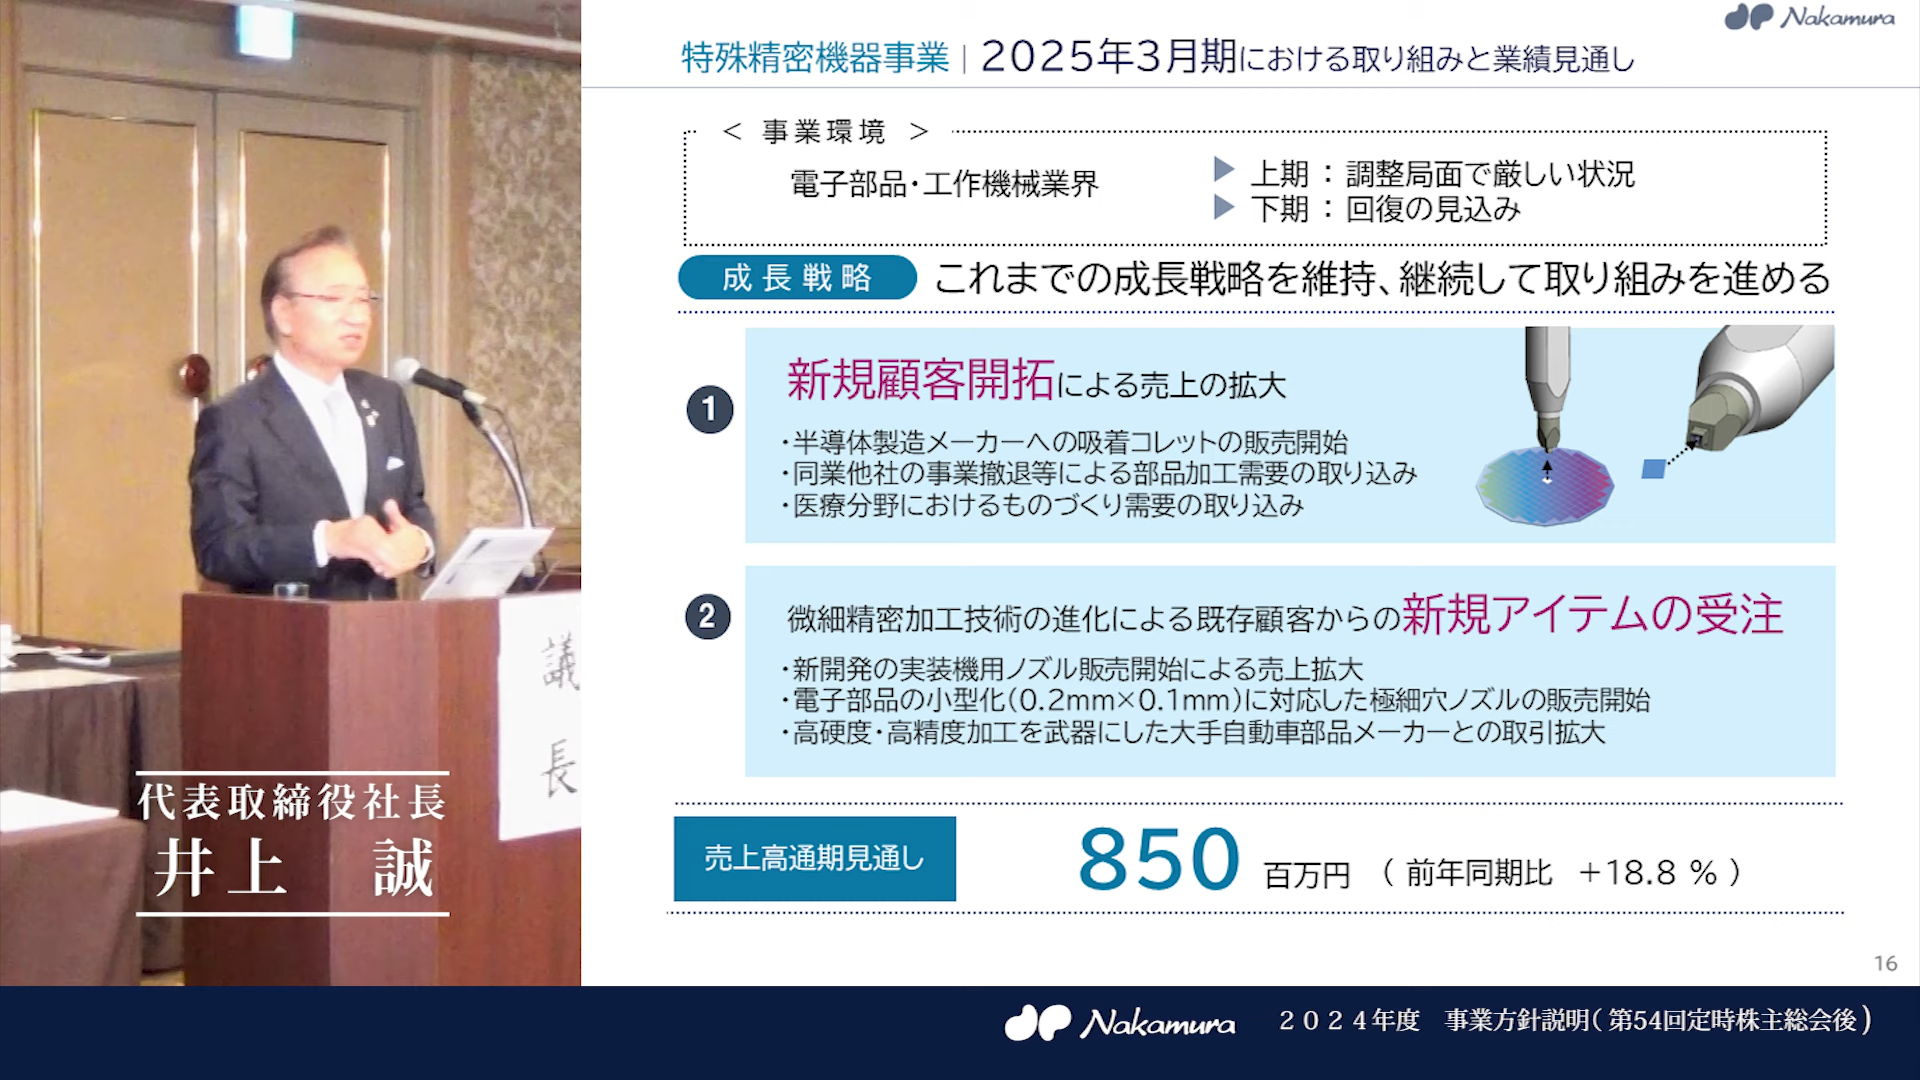 Nakamura
特殊精密機器事業｜2025年3月期における取り組みと業績見通し
＜ 事業環境 ＞
電子部品・工作機械業界
上期：調整局面で厳しい状況
下期：回復の見込み
成長戦略 これまでの成長戦略を維持、継続して取り組みを進める
1 新規顧客開拓による売上の拡大
・半導体製造メーカーへの吸着コレットの販売開始
・同業他社の事業撤退等による部品加工需要の取り込み
・医療分野におけるものづくり需要の取り込み
2 微細精密加工技術の進化による既存顧客からの新規アイテムの受注
・新開発の実装機用ノズル販売開始による売上拡大
・電子部品の小型化（0.2mm×0.1mm）に対応した極細穴ノズルの販売開始
・高硬度・高精度加工を武器にした大手自動車部品メーカーとの取引拡大
売上高通期見通し 850 百万円 （ 前年同期比 ＋18.8 % ）
16
議長
代表取締役社長
井上 誠
Nakamura 2024年度 事業方針説明（第54回定時株主総会後）